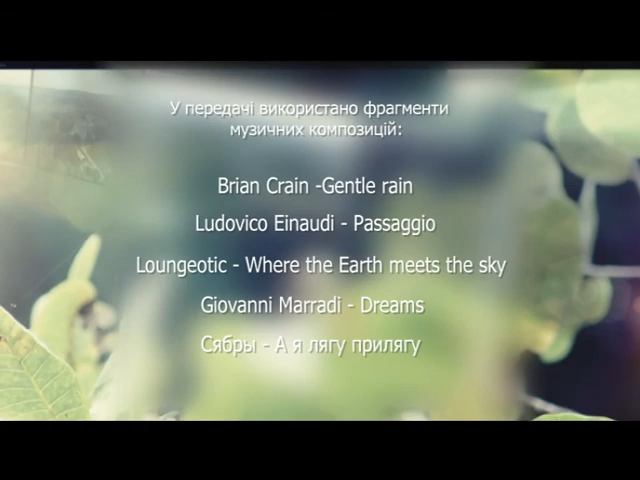 У передачі використано фрагменти
музичних композицій:
Brian Crain -Gentle rain
Ludovico Einaudi - Passaggio
Loungeotic - Where the Earth meets the sky
Giovanni Marradi - Dreams
Сябры - А я лягу прилягу